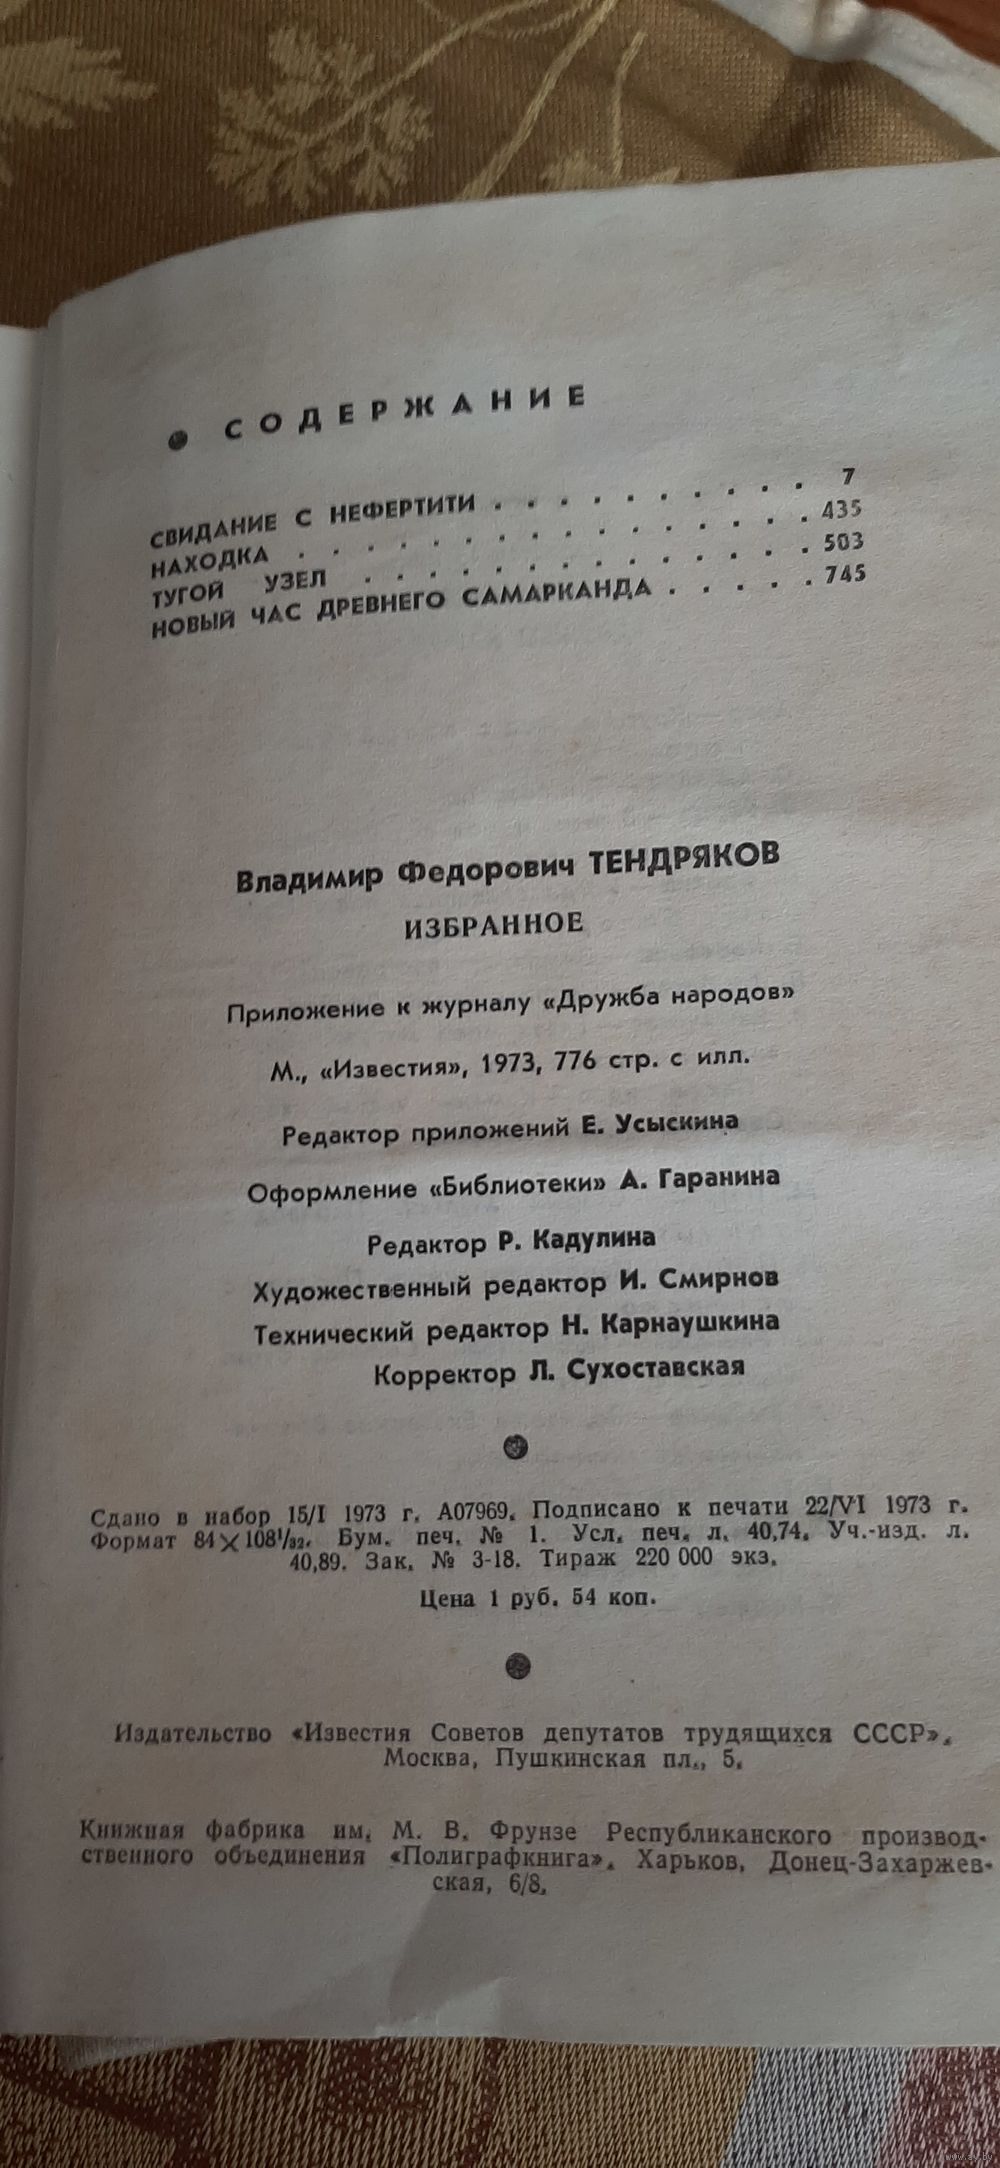 СОДЕРЖАНИЕ
СВИДАНИЕ С НЕФЕРТИТИ . . . . . . . . . . 7
НАХОДКА . . . . . . . . . . . . . . . . 435
ТУГОЙ УЗЕЛ . . . . . . . . . . . . . . 503
НОВЫЙ ЧАС ДРЕВНЕГО САМАРКАНДА . . . . . 745
Владимир Федорович ТЕНДРЯКОВ
ИЗБРАННОЕ
Приложение к журналу «Дружба народов»
М., «Известия», 1973, 776 стр. с илл.
Редактор приложений Е. Усыскина
Оформление «Библиотеки» А. Гаранина
Редактор Р. Кадулина
Художественный редактор И. Смирнов
Технический редактор Н. Карнаушкина
Корректор Л. Сухоставская
Сдано в набор 15/I 1973 г. А07969. Подписано к печати 22/VI 1973 г.
Формат 84×108¹/₃₂. Бум. печ. № 1. Усл. печ. л. 40,74. Уч.-изд. л.
40,89. Зак. № 3-18. Тираж 220 000 экз.
Цена 1 руб. 54 коп.
Издательство «Известия Советов депутатов трудящихся СССР».
Москва, Пушкинская пл., 5.
Книжная фабрика им. М. В. Фрунзе Республиканского производ-
ственного объединения «Полиграфкнига». Харьков, Донец-Захаржев-
ская, 6/8.
www.ay.by